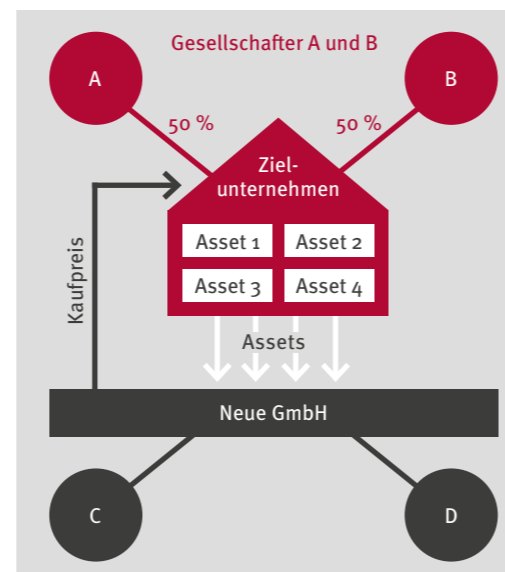 Gesellschafter A und B
A
B
50 %
50 %
Ziel-
unternehmen
Asset 1
Asset 2
Asset 3
Asset 4
Kaufpreis
Assets
Neue GmbH
C
D